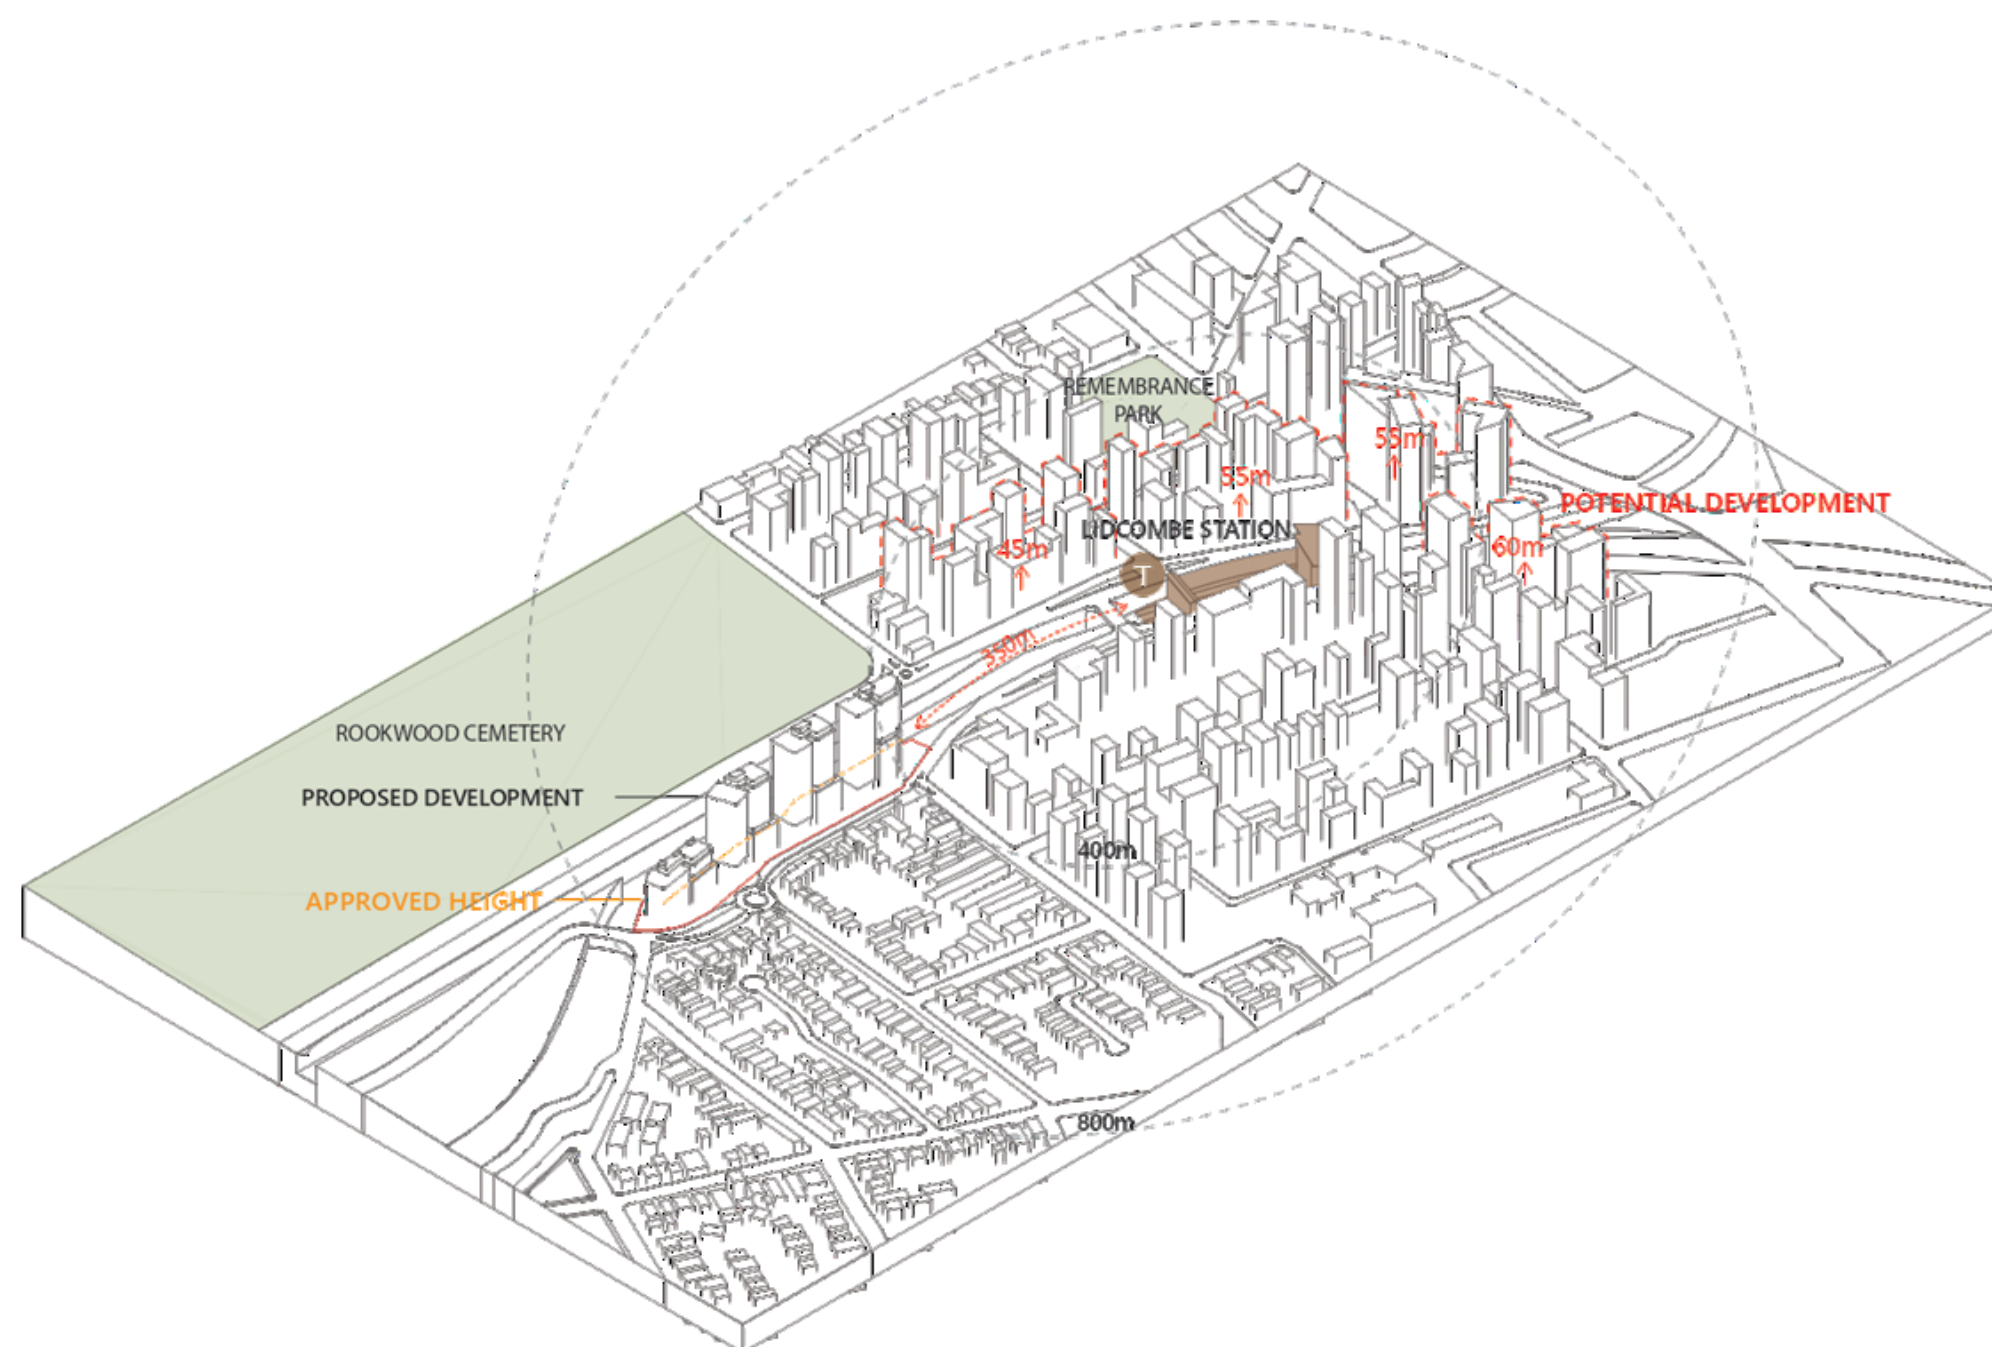 REMEMBRANCE
PARK
55m
55m
POTENTIAL DEVELOPMENT
LIDCOMBE STATION
45m
60m
T
350m
ROOKWOOD CEMETERY
PROPOSED DEVELOPMENT
400m
APPROVED HEIGHT
800m